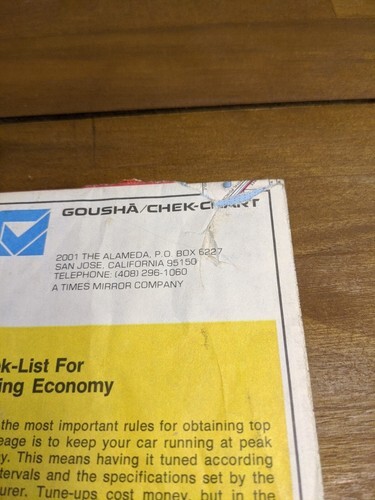 GOUSHĀ/CHEK-CHART
2001 THE ALAMEDA, P.O. BOX 6227
SAN JOSE, CALIFORNIA 95150
TELEPHONE: (408) 296-1060
A TIMES MIRROR COMPANY
k-List For
ing Economy
the most important rules for obtaining top
eage is to keep your car running at peak
y. This means having it tuned according
tervals and the specifications set by the
urer. Tune-ups cost money, but in the